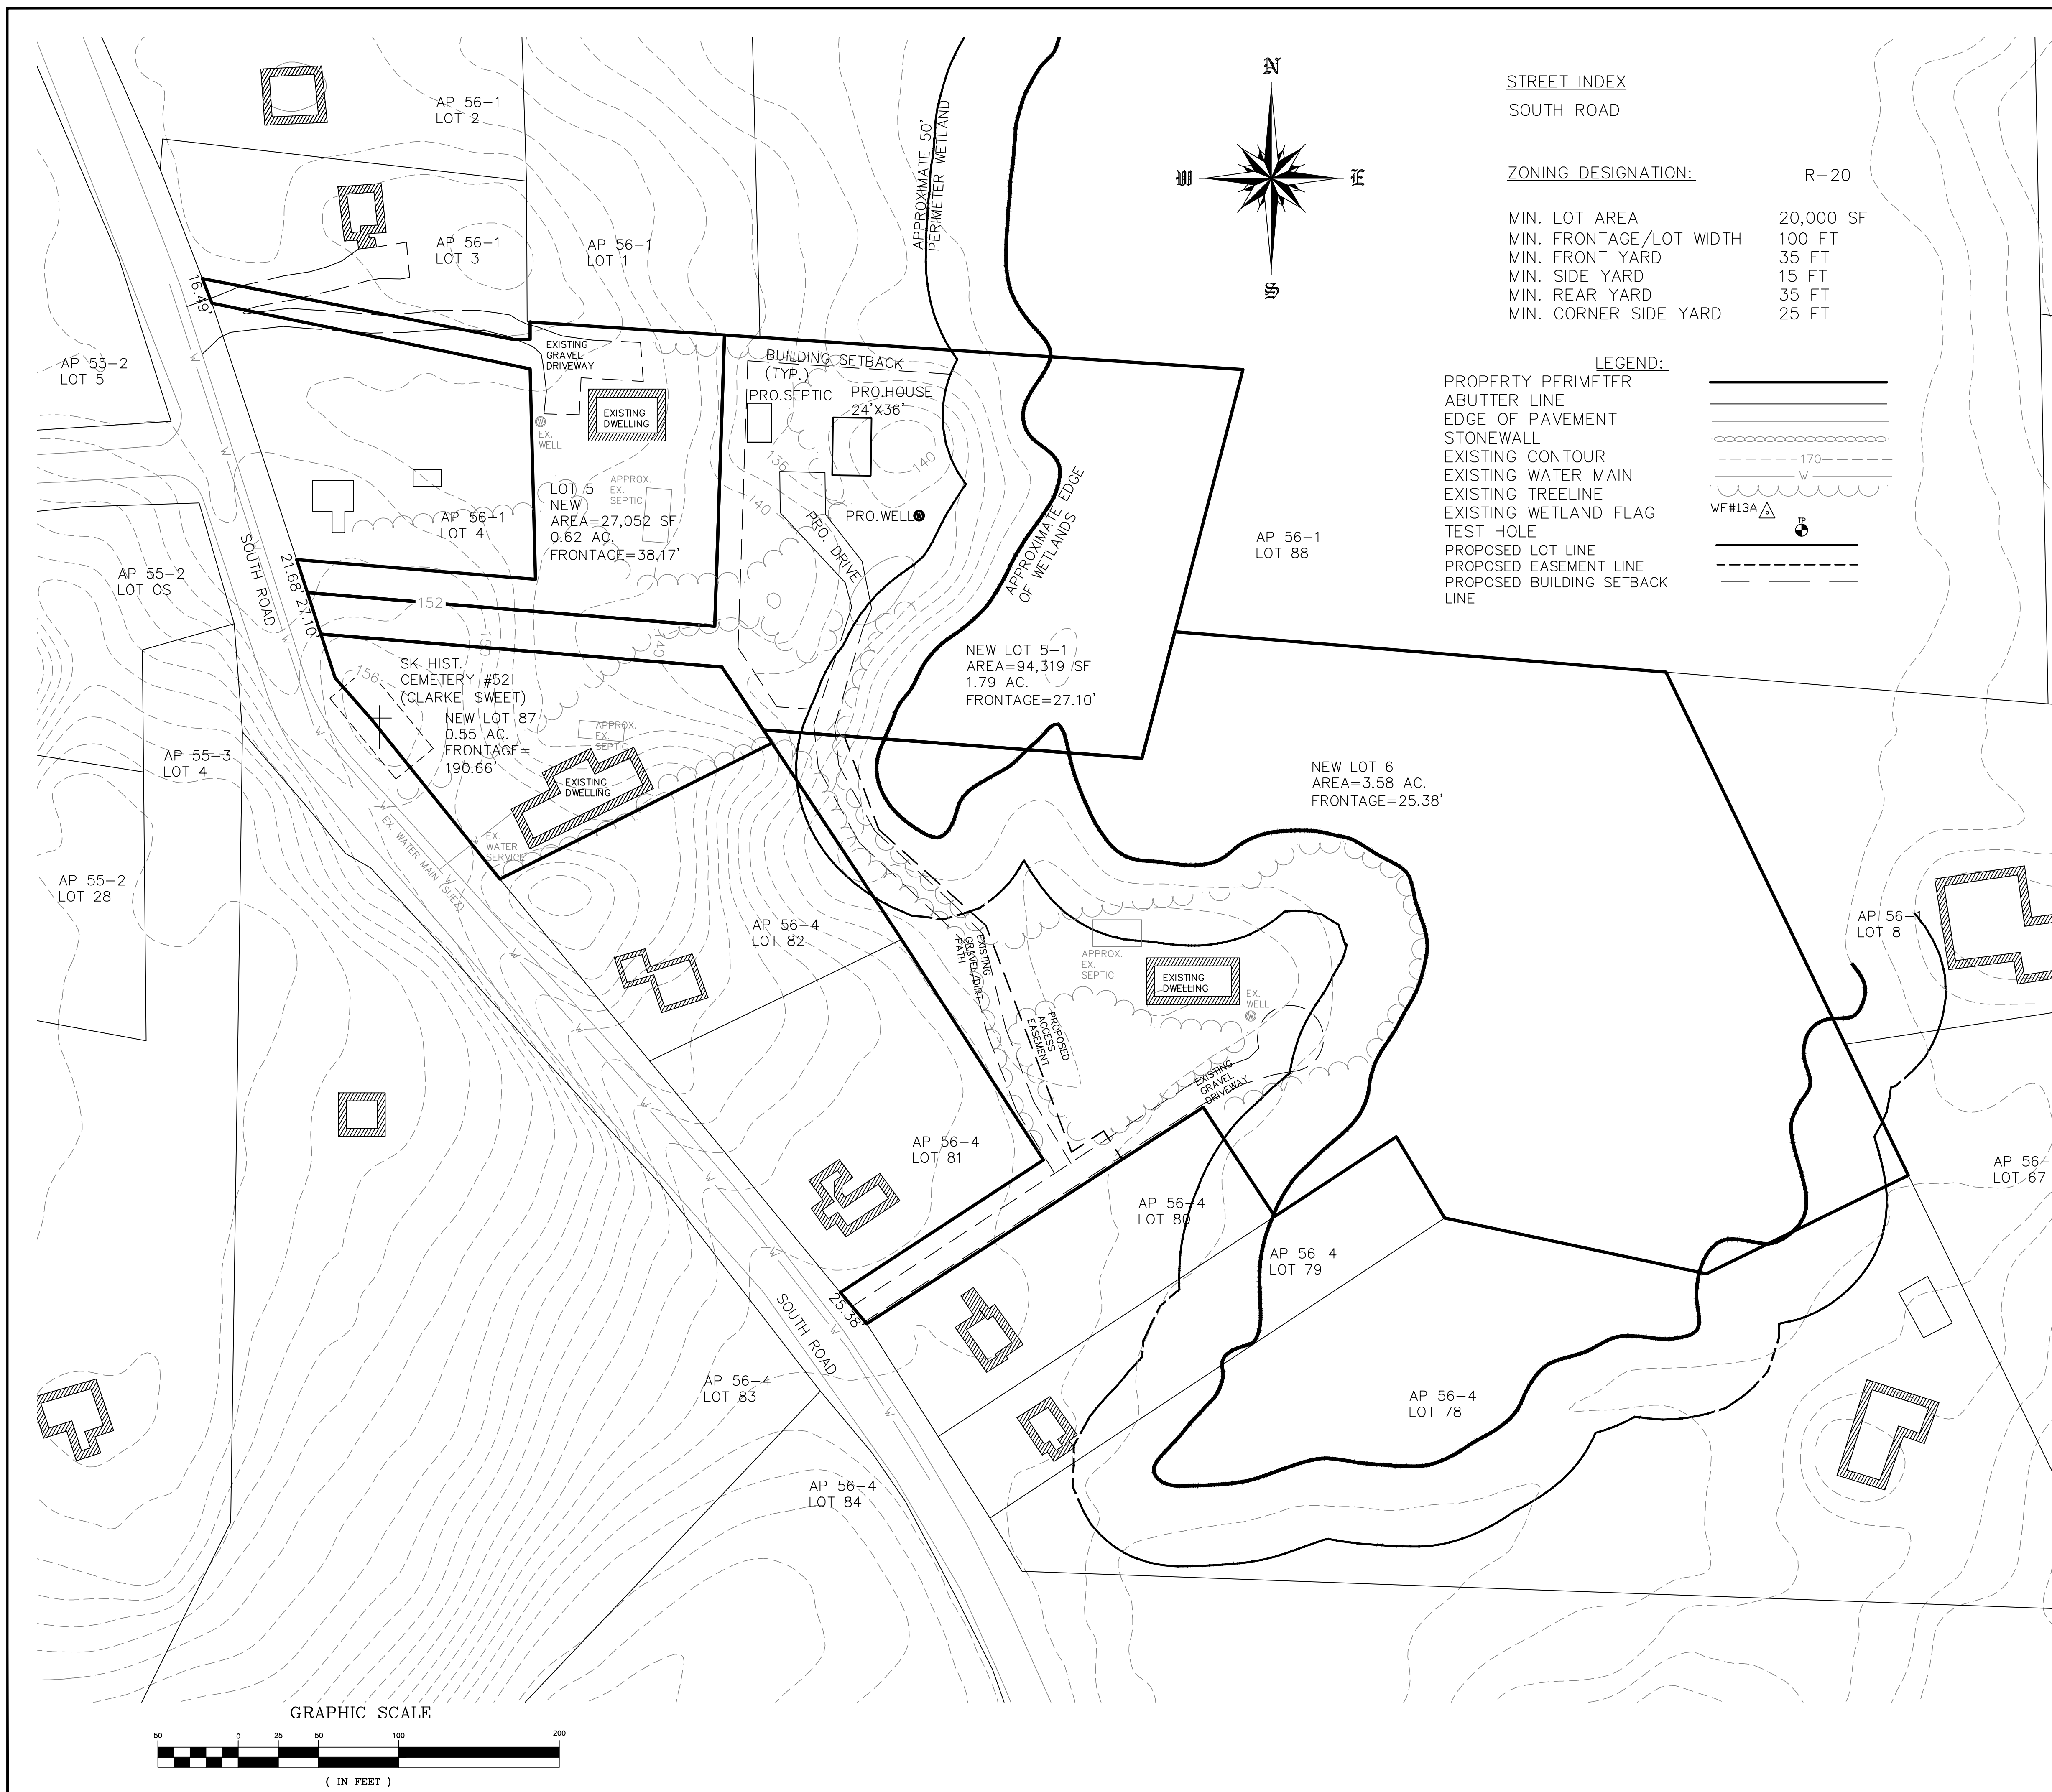 N
W
E
S
STREET INDEX
SOUTH ROAD
ZONING DESIGNATION: R-20
MIN. LOT AREA 20,000 SF
MIN. FRONTAGE/LOT WIDTH 100 FT
MIN. FRONT YARD 35 FT
MIN. SIDE YARD 15 FT
MIN. REAR YARD 35 FT
MIN. CORNER SIDE YARD 25 FT
LEGEND:
PROPERTY PERIMETER
ABUTTER LINE
EDGE OF PAVEMENT
STONEWALL
EXISTING CONTOUR 170
EXISTING WATER MAIN W
EXISTING TREELINE
EXISTING WETLAND FLAG WF#13A
TEST HOLE TP
PROPOSED LOT LINE
PROPOSED EASEMENT LINE
PROPOSED BUILDING SETBACK
LINE
AP 56-1
LOT 2
AP 56-1
LOT 3
AP 56-1
LOT 1
APPROXIMATE 50'
PERIMETER WETLAND
16.49'
AP 55-2
LOT 5
EXISTING
GRAVEL
DRIVEWAY
BUILDING SETBACK
(TYP.)
PRO.SEPTIC
PRO.HOUSE
24'X36'
EXISTING
DWELLING
W
EX.
WELL
136
140
140
APPROX.
EX.
SEPTIC
LOT 5
NEW
AREA=27,052 SF
0.62 AC.
FRONTAGE=38.17'
AP 56-1
LOT 4
PRO.WELL
PRO. DRIVE
APPROXIMATE EDGE
OF WETLANDS
AP 56-1
LOT 88
SOUTH ROAD
AP 55-2
LOT OS
21.68'
27.10'
152
150
140
156
SK HIST.
CEMETERY #52
(CLARKE-SWEET)
NEW LOT 87
0.55 AC.
FRONTAGE=
190.66'
APPROX.
EX.
SEPTIC
EXISTING
DWELLING
NEW LOT 5-1
AREA=94,319 SF
1.79 AC.
FRONTAGE=27.10'
NEW LOT 6
AREA=3.58 AC.
FRONTAGE=25.38'
AP 55-3
LOT 4
EX. WATER MAIN (SUEZ)
EX.
WATER
SERVICE
AP 55-2
LOT 28
AP 56-4
LOT 82
EXISTING
GRAVEL/DIRT
PATH
APPROX.
EX.
SEPTIC
EXISTING
DWELLING
EX.
WELL
W
AP 56-1
LOT 8
PROPOSED
ACCESS
EASEMENT
EXISTING
GRAVEL
DRIVEWAY
AP 56-4
LOT 81
AP 56-4
LOT 80
AP 56-
LOT 67
AP 56-4
LOT 79
25.38'
SOUTH ROAD
AP 56-4
LOT 83
AP 56-4
LOT 78
AP 56-4
LOT 84
GRAPHIC SCALE
50 0 25 50 100 200
( IN FEET )